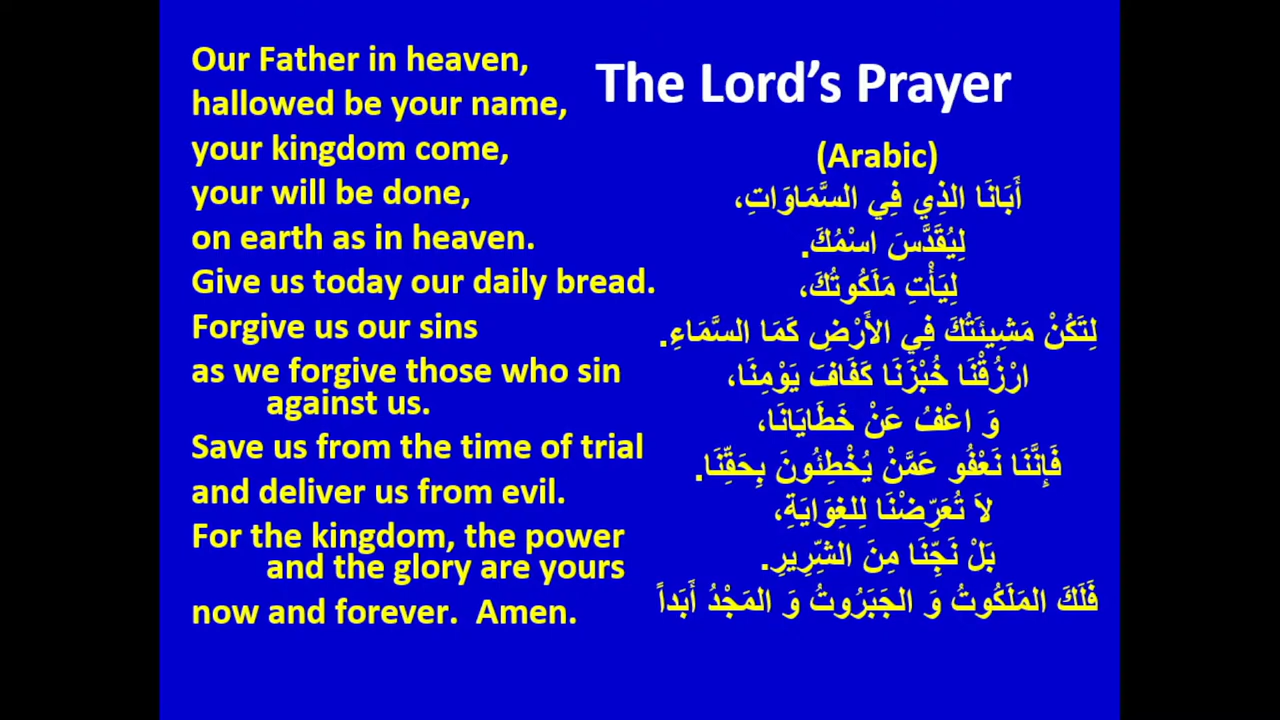 Our Father in heaven,
hallowed be your name,
your kingdom come,
your will be done,
on earth as in heaven.
Give us today our daily bread.
Forgive us our sins
as we forgive those who sin
against us.
Save us from the time of trial
and deliver us from evil.
For the kingdom, the power
and the glory are yours
now and forever.  Amen.
The Lord’s Prayer
(Arabic)
أَبَانَا الذِي فِي السَّمَاوَاتِ،
لِيُقَدَّسَ اسْمُكَ.
لِيَأْتِ مَلَكُوتُكَ،
لِتَكُنْ مَشِيئَتُكَ فِي الأَرْضِ كَمَا السَّمَاءِ.
ارْزُقْنَا خُبْزَنَا كَفَافَ يَوْمِنَا،
وَ اعْفُ عَنْ خَطَايَانَا،
فَإِنَّنَا نَعْفُو عَمَّنْ يُخْطِئُونَ بِحَقِّنَا.
لاَ تُعَرِّضْنَا لِلغِوَايَةِ،
بَلْ نَجِّنَا مِنَ الشِّرِيرِ.
فَلَكَ المَلَكُوتُ وَ الجَبَرُوتُ وَ المَجْدُ أَبَداً